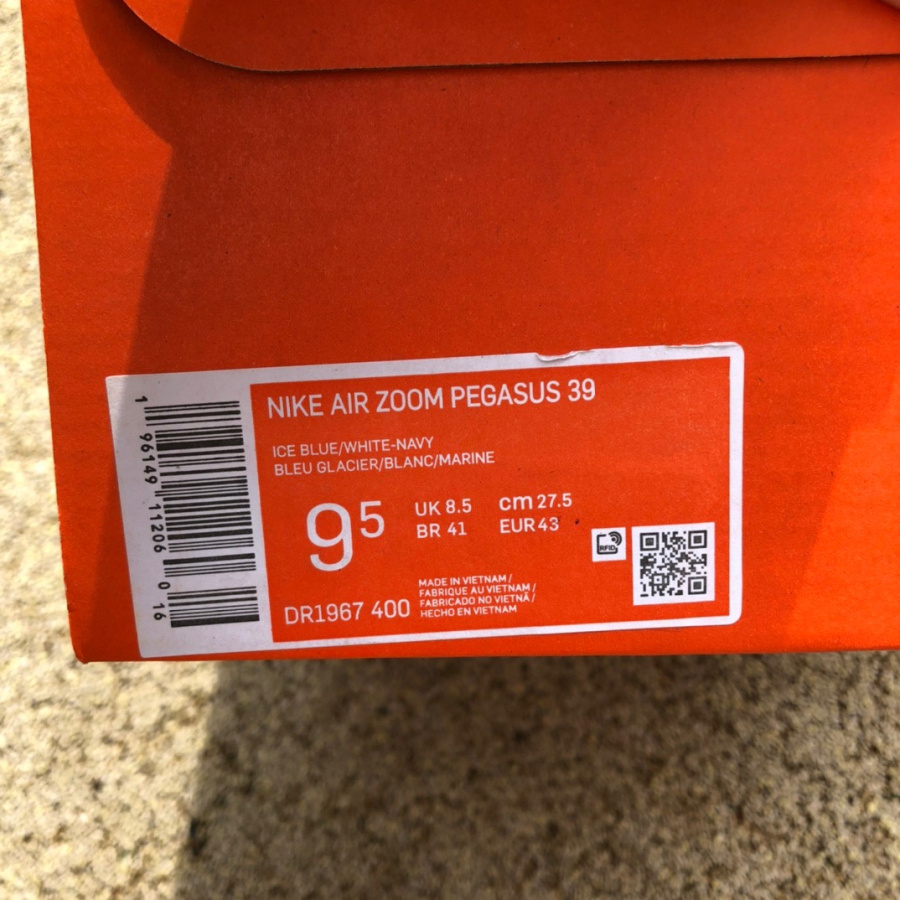 NIKE AIR ZOOM PEGASUS 39
ICE BLUE/WHITE-NAVY
BLEU GLACIER/BLANC/MARINE
9 5
UK 8.5 cm 27.5
BR 41 EUR 43
RFID
DR1967 400
MADE IN VIETNAM /
FABRIQUE AU VIETNAM /
FABRICADO NO VIETNÃ /
HECHO EN VIETNAM
1 96149 11206 0 16